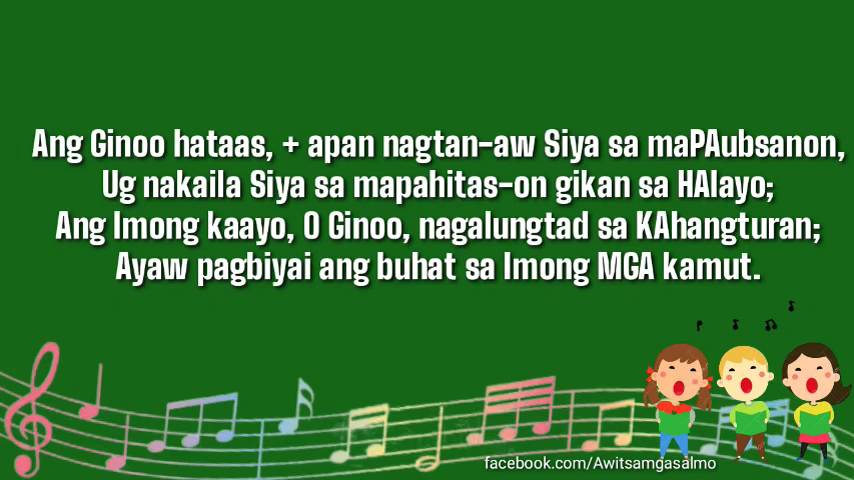 Ang Ginoo hataas, + apan nagtan-aw Siya sa maPAubsanon,
Ug nakaila Siya sa mapahitas-on gikan sa HAlayo;
Ang Imong kaayo, O Ginoo, nagalungtad sa KAhangturan;
Ayaw pagbiyai ang buhat sa Imong MGA kamut.
facebook.com/Awitsamgasalmo